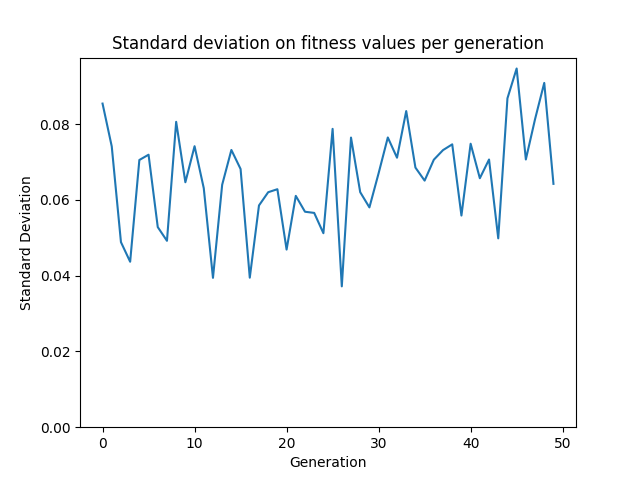 Standard deviation on fitness values per generation
Standard Deviation
0.08
0.06
0.04
0.02
0.00
0 10 20 30 40 50
Generation